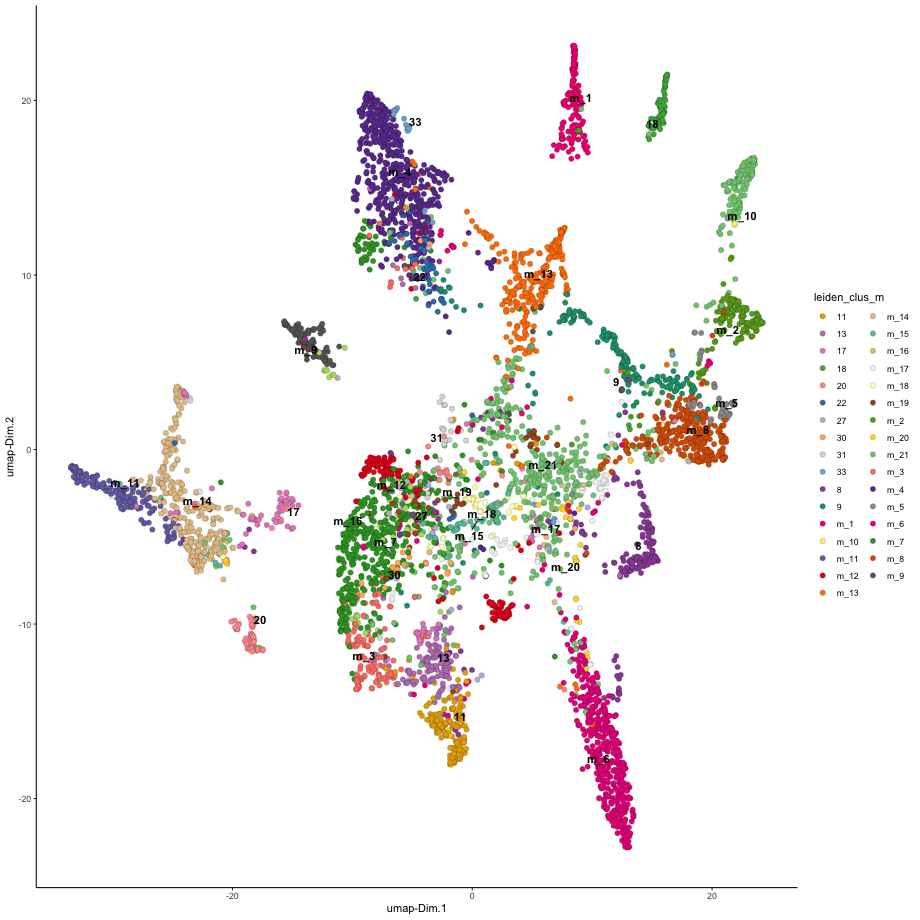 20
10
0
-10
-20
umap-Dim.2
-20
0
20
umap-Dim.1
m_1
18
33
m_4
m_10
22
m_13
m_2
m_9
9
m_5
m_8
31
m_21
m_11
m_12
m_19
m_14
17
m_16
27
m_18
m_17
m_7
m_15
8
30
m_20
20
m_3
13
11
m_6
leiden_clus_m
11 m_14
13 m_15
17 m_16
18 m_17
20 m_18
22 m_19
27 m_2
30 m_20
31 m_21
33 m_3
8 m_4
9 m_5
m_1 m_6
m_10 m_7
m_11 m_8
m_12 m_9
m_13